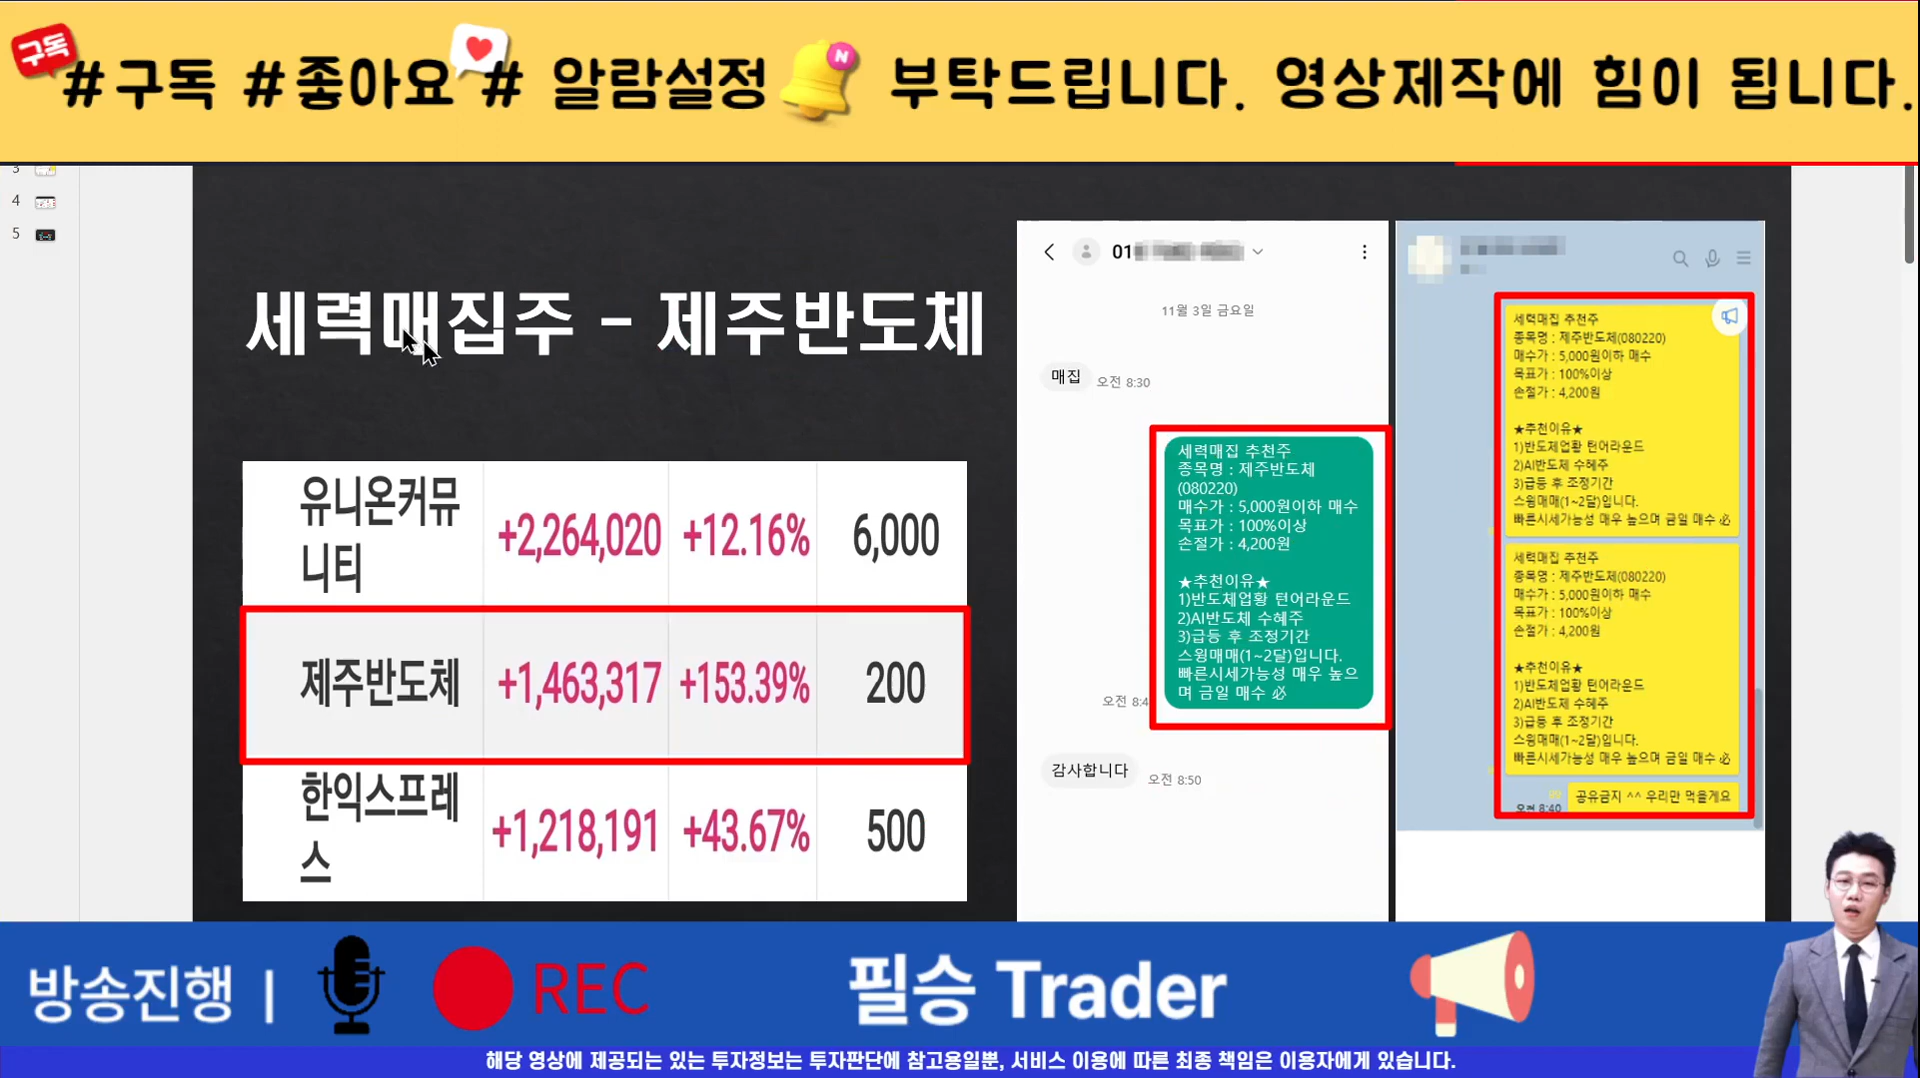 구독
#구독 #좋아요 # 알람설정 N 부탁드립니다. 영상제작에 힘이 됩니다.
3
4
5
세력매집주 - 제주반도체
유니온커뮤
니티
+2,264,020 +12.16% 6,000
제주반도체 +1,463,317 +153.39% 200
한익스프레
스
+1,218,191 +43.67% 500
01
11월 3일 금요일
매집 오전 8:30
세력매집 추천주
종목명 : 제주반도체
(080220)
매수가 : 5,000원이하 매수
목표가 : 100%이상
손절가 : 4,200원
★추천이유★
1)반도체업황 턴어라운드
2)AI반도체 수혜주
3)급등 후 조정기간
스윙매매(1~2달)입니다.
빠른시세가능성 매우 높으
며 금일 매수 必
오전 8:4
감사합니다 오전 8:50
세력매집 추천주
종목명 : 제주반도체(080220)
매수가 : 5,000원이하 매수
목표가 : 100%이상
손절가 : 4,200원
★추천이유★
1)반도체업황 턴어라운드
2)AI반도체 수혜주
3)급등 후 조정기간
스윙매매(1~2달)입니다.
빠른시세가능성 매우 높으며 금일 매수 必
세력매집 추천주
종목명 : 제주반도체(080220)
매수가 : 5,000원이하 매수
목표가 : 100%이상
손절가 : 4,200원
★추천이유★
1)반도체업황 턴어라운드
2)AI반도체 수혜주
3)급등 후 조정기간
스윙매매(1~2달)입니다.
빠른시세가능성 매우 높으며 금일 매수 必
오전 8:40 공유금지 ^^ 우리만 먹을게요
방송진행 | REC 필승 Trader
해당 영상에 제공되는 있는 투자정보는 투자판단에 참고용일뿐, 서비스 이용에 따른 최종 책임은 이용자에게 있습니다.